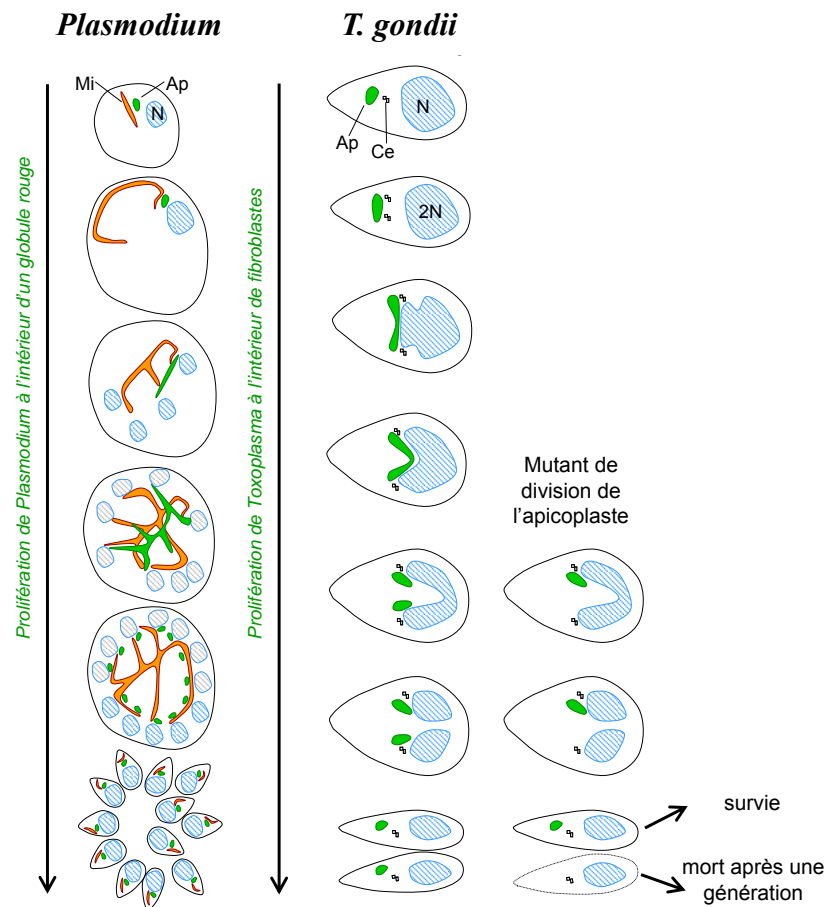 Plasmodium
T. gondii
Mi
Ap
N
N
Ap
Ce
2N
Prolifération de Plasmodium à l'intérieur d'un globule rouge
Prolifération de Toxoplasma à l'intérieur de fibroblastes
Mutant de
division de
l'apicoplaste
survie
mort après une
génération